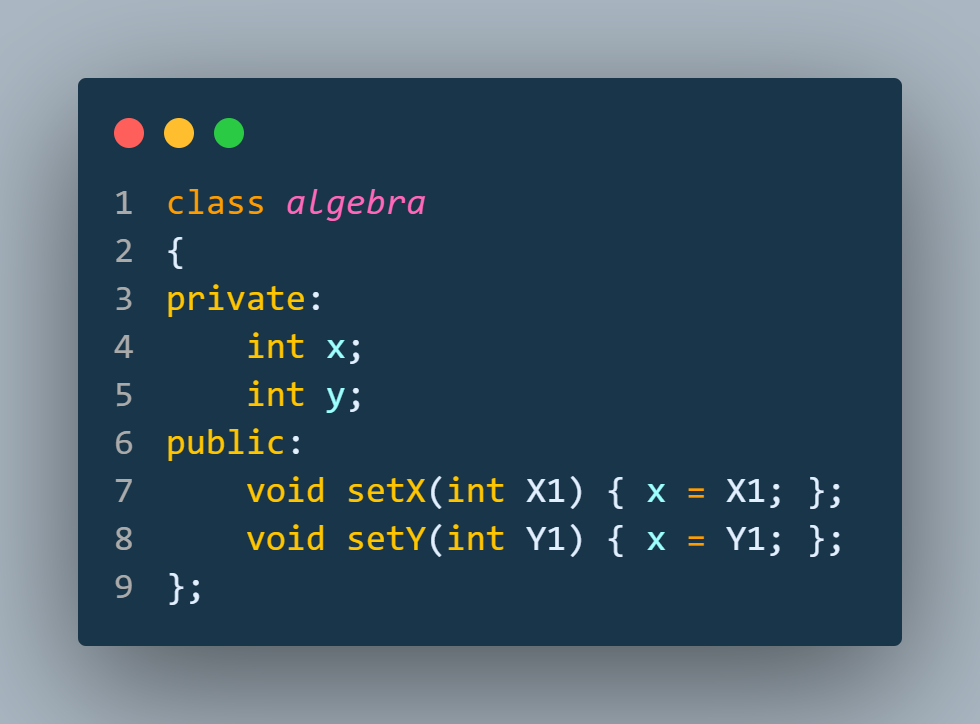 1 class algebra
2 {
3 private:
4     int x;
5     int y;
6 public:
7     void setX(int X1) { x = X1; };
8     void setY(int Y1) { x = Y1; };
9 };